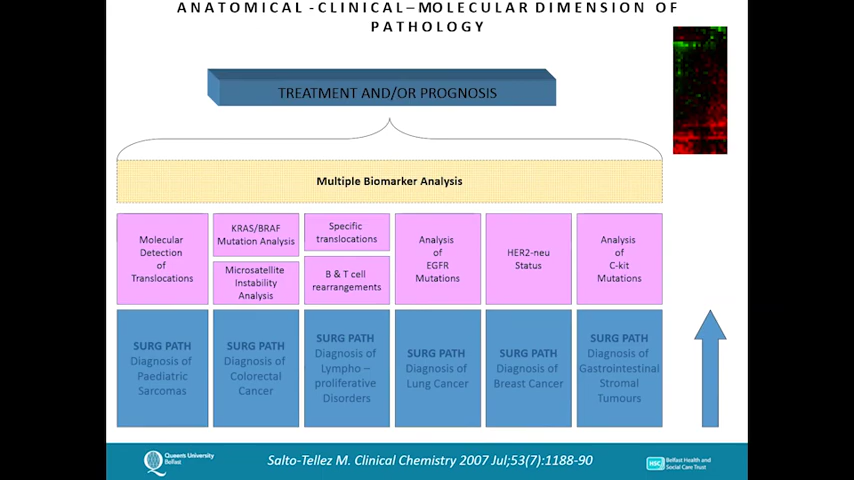 ANATOMICAL -CLINICAL–MOLECULAR DIMENSION OF
PATHOLOGY
TREATMENT AND/OR PROGNOSIS
Multiple Biomarker Analysis
Molecular
Detection
of
Translocations
KRAS/BRAF
Mutation Analysis
Microsatellite
Instability
Analysis
Specific
translocations
B & T cell
rearrangements
Analysis
of
EGFR
Mutations
HER2-neu
Status
Analysis
of
C-kit
Mutations
SURG PATH
Diagnosis of
Paediatric
Sarcomas
SURG PATH
Diagnosis of
Colorectal
Cancer
SURG PATH
Diagnosis of
Lympho –
proliferative
Disorders
SURG PATH
Diagnosis of
Lung Cancer
SURG PATH
Diagnosis of
Breast Cancer
SURG PATH
Diagnosis of
Gastrointestinal
Stromal
Tumours
Queen's University
Belfast
Salto-Tellez M. Clinical Chemistry 2007 Jul;53(7):1188-90
HSC
Belfast Health and
Social Care Trust